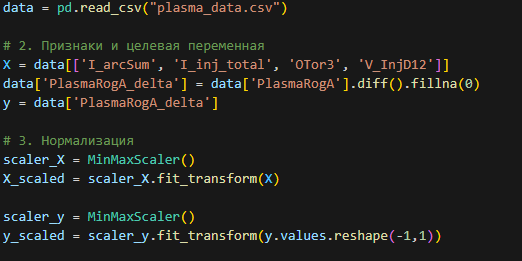 data = pd.read_csv("plasma_data.csv")
# 2. Признаки и целевая переменная
X = data[['I_arcSum', 'I_inj_total', 'OTor3', 'V_InjD12']]
data['PlasmaRogA_delta'] = data['PlasmaRogA'].diff().fillna(0)
y = data['PlasmaRogA_delta']
# 3. Нормализация
scaler_X = MinMaxScaler()
X_scaled = scaler_X.fit_transform(X)
scaler_y = MinMaxScaler()
y_scaled = scaler_y.fit_transform(y.values.reshape(-1,1))